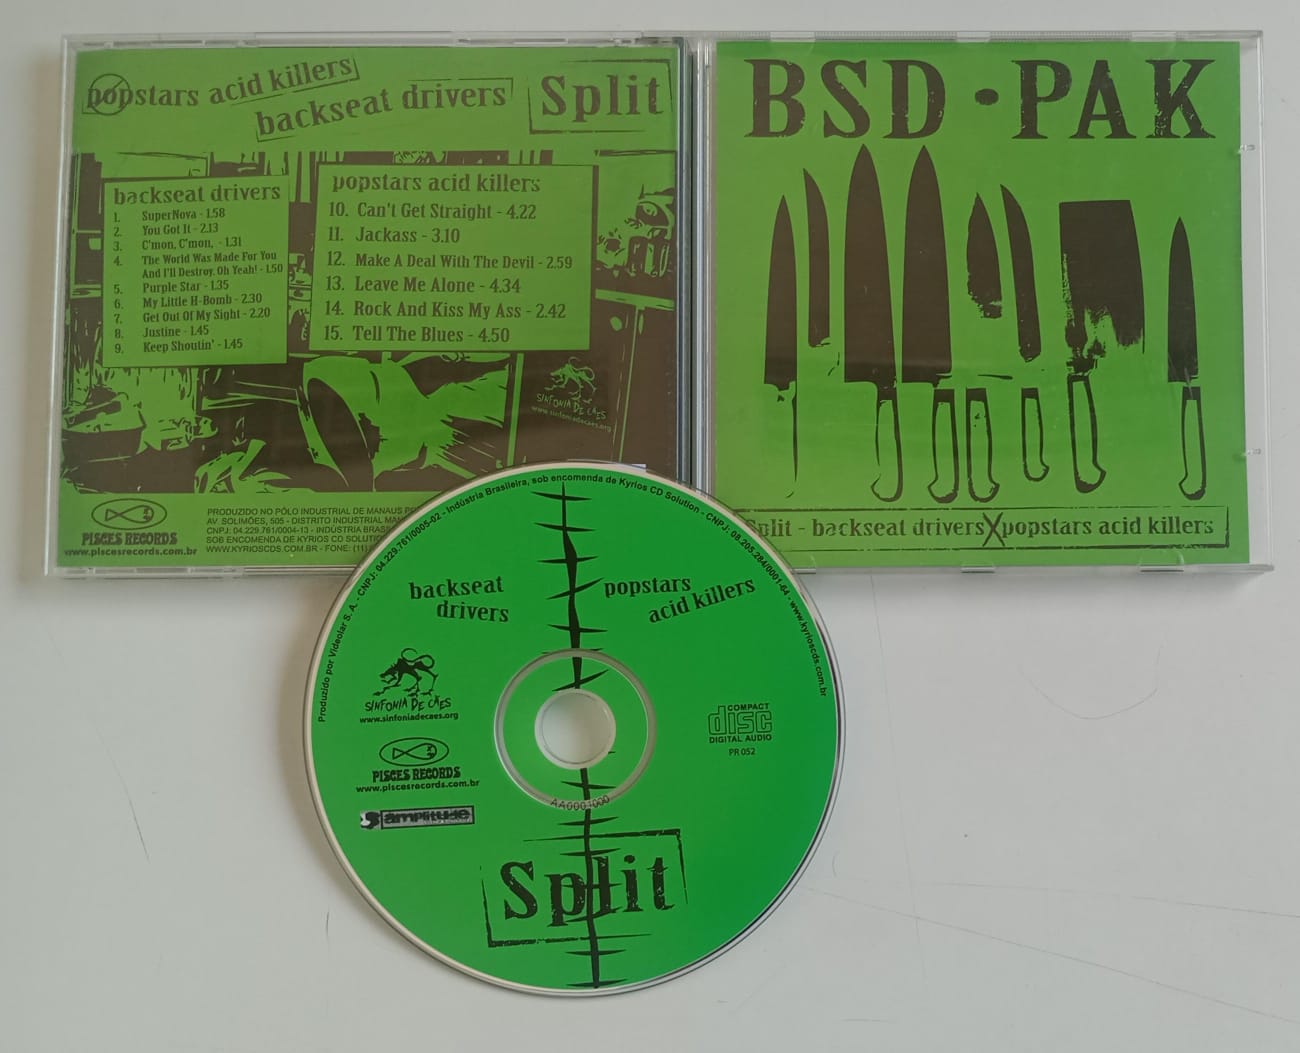 popstars acid killers
backseat drivers
Split
backseat drivers
1. SuperNova - 1.58
2. You Got It - 2.13
3. C'mon, C'mon, - 1.31
4. The World Was Made For You
And I'll Destroy. Oh Yeah! - 1.50
5. Purple Star - 1.35
6. My Little H-Bomb - 2.30
7. Get Out Of My Sight - 2.20
8. Justine - 1.45
9. Keep Shoutin' - 1.45
popstars acid killers
10. Can't Get Straight - 4.22
11. Jackass - 3.10
12. Make A Deal With The Devil - 2.59
13. Leave Me Alone - 4.34
14. Rock And Kiss My Ass - 2.42
15. Tell The Blues - 4.50
SINFONIA DE CÃES
www.sinfoniadecaes.org
PISCES RECORDS
www.piscesrecords.com.br
PRODUZIDO NO PÓLO INDUSTRIAL DE MANAUS
AV. SOLIMÕES, 505 - DISTRITO INDUSTRIAL
CNPJ: 04.229.761/0004-13 - INDÚSTRIA
SOB ENCOMENDA DE KYRIOS CD
WWW.KYRIOSCDS.COM.BR - FONE: (11)
BSD • PAK
Split - backseat drivers X popstars acid killers
Produzido por Videolar S. A. - CNPJ: 04.229.761/0005-02 - Indústria Brasileira, sob encomenda de Kyrios CD Solution - CNPJ: 08.205.284/0001-64 - www.kyrioscds.com.br
backseat
drivers
popstars
acid killers
SINFONIA DE CÃES
www.sinfoniadecaes.org
PISCES RECORDS
www.piscesrecords.com.br
amplitude
COMPACT
disc
DIGITAL AUDIO
PR 052
AA0001000
Split